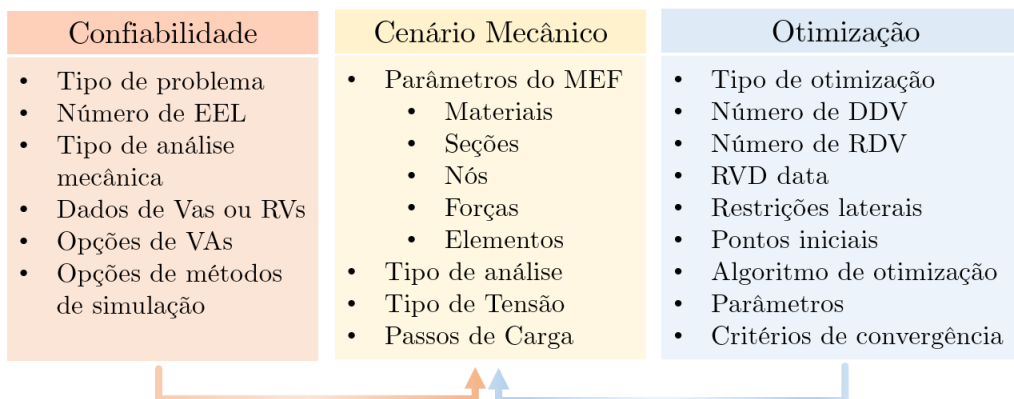 Confiabilidade
• Tipo de problema
• Número de EEL
• Tipo de análise
mecânica
• Dados de Vas ou RVs
• Opções de VAs
• Opções de métodos
de simulação
Cenário Mecânico
• Parâmetros do MEF
• Materiais
• Seções
• Nós
• Forças
• Elementos
• Tipo de análise
• Tipo de Tensão
• Passos de Carga
Otimização
• Tipo de otimização
• Número de DDV
• Número de RDV
• RVD data
• Restrições laterais
• Pontos iniciais
• Algoritmo de otimização
• Parâmetros
• Critérios de convergência